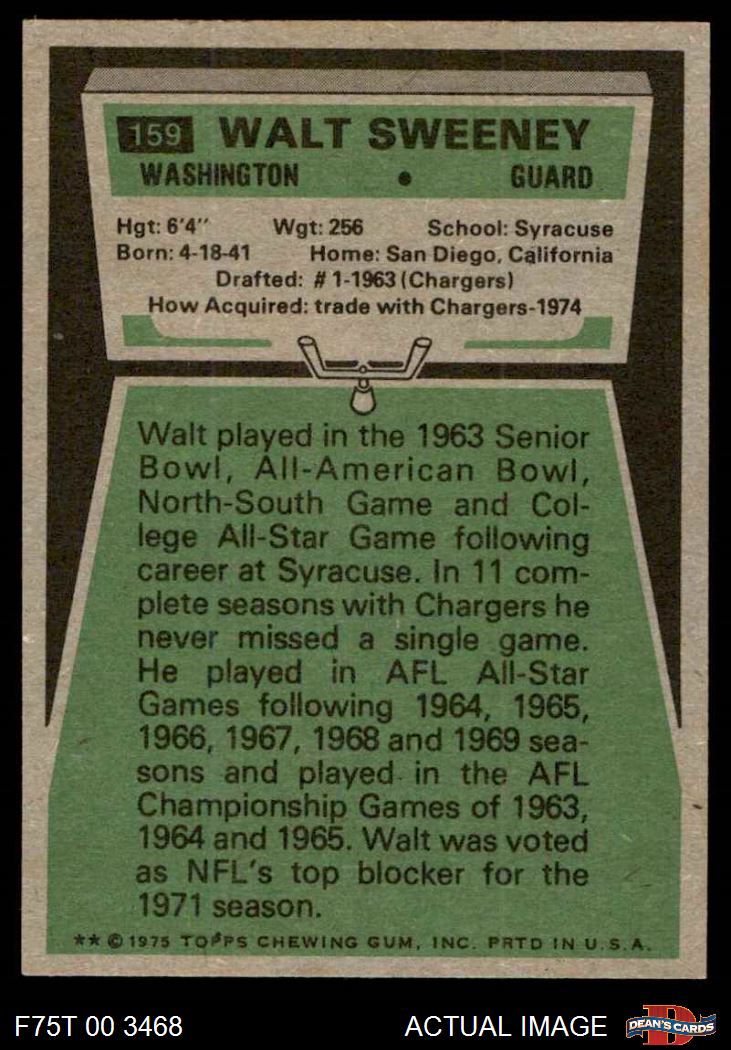 159 WALT SWEENEY
WASHINGTON • GUARD
Hgt: 6'4" Wgt: 256 School: Syracuse
Born: 4-18-41 Home: San Diego, California
Drafted: #1-1963 (Chargers)
How Acquired: trade with Chargers-1974
Walt played in the 1963 Senior
Bowl, All-American Bowl,
North-South Game and Col-
lege All-Star Game following
career at Syracuse. In 11 com-
plete seasons with Chargers he
never missed a single game.
He played in AFL All-Star
Games following 1964, 1965,
1966, 1967, 1968 and 1969 sea-
sons and played in the AFL
Championship Games of 1963,
1964 and 1965. Walt was voted
as NFL's top blocker for the
1971 season.
** © 1975 TOPPS CHEWING GUM, INC. PRTD IN U.S.A.
F75T 00 3468 ACTUAL IMAGE DEAN'S CARDS